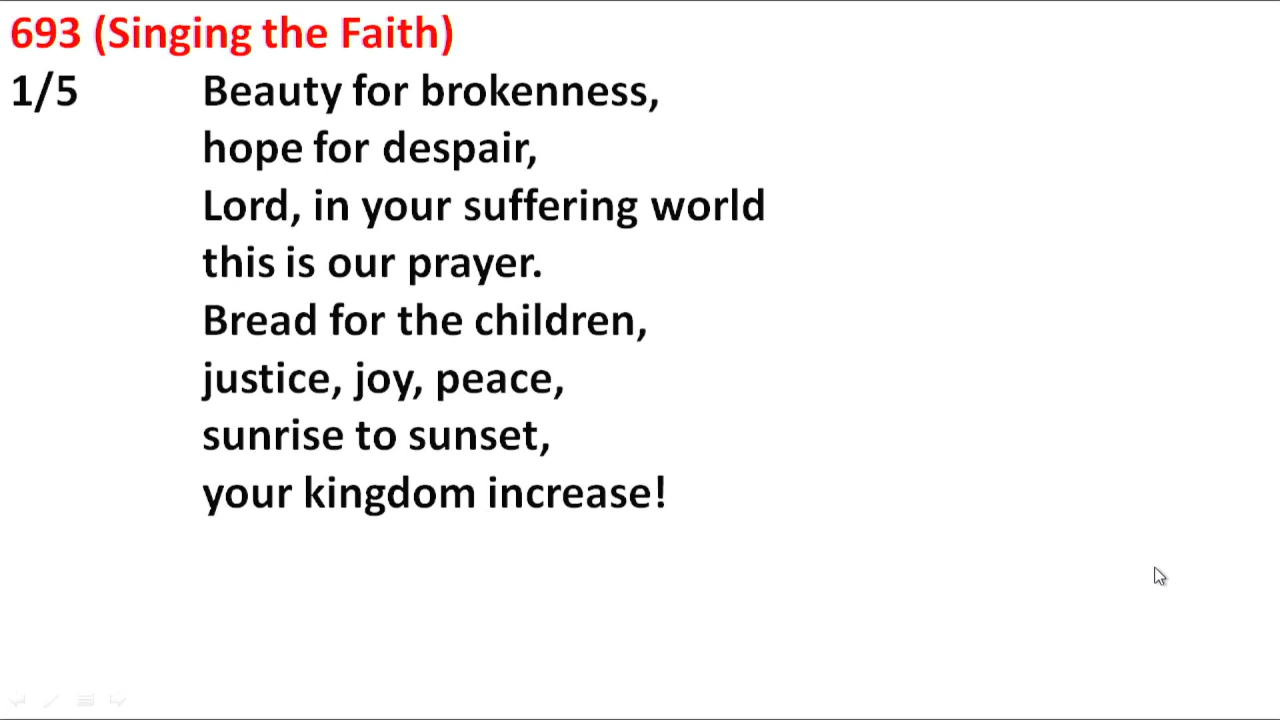 693 (Singing the Faith)
1/5 Beauty for brokenness,
hope for despair,
Lord, in your suffering world
this is our prayer.
Bread for the children,
justice, joy, peace,
sunrise to sunset,
your kingdom increase!